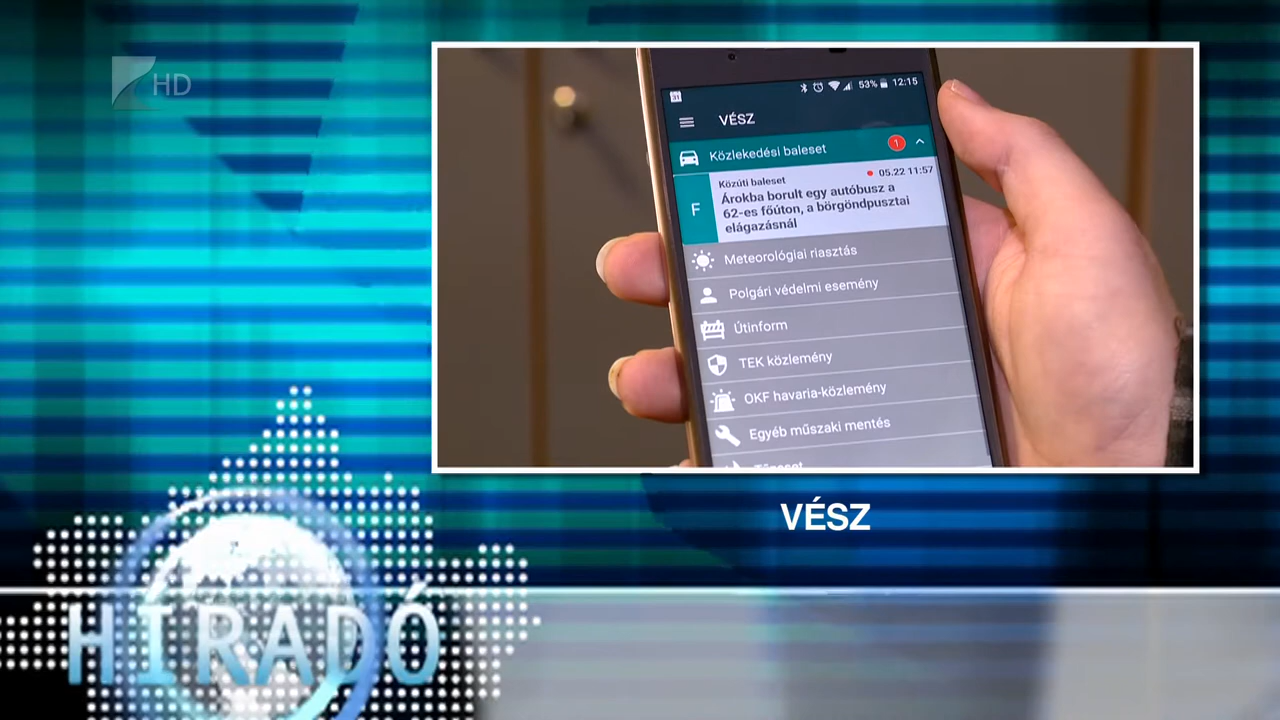 HD
31
53% 12:15
VÉSZ
Közlekedési baleset 1
Közúti baleset 05.22 11:57
F
Árokba borult egy autóbusz a
62-es főúton, a börgöndpusztai
elágazásnál
Meteorológiai riasztás
Polgári védelmi esemény
Útinform
TEK közlemény
OKF havaria-közlemény
Egyéb műszaki mentés
VÉSZ
HÍRADÓ